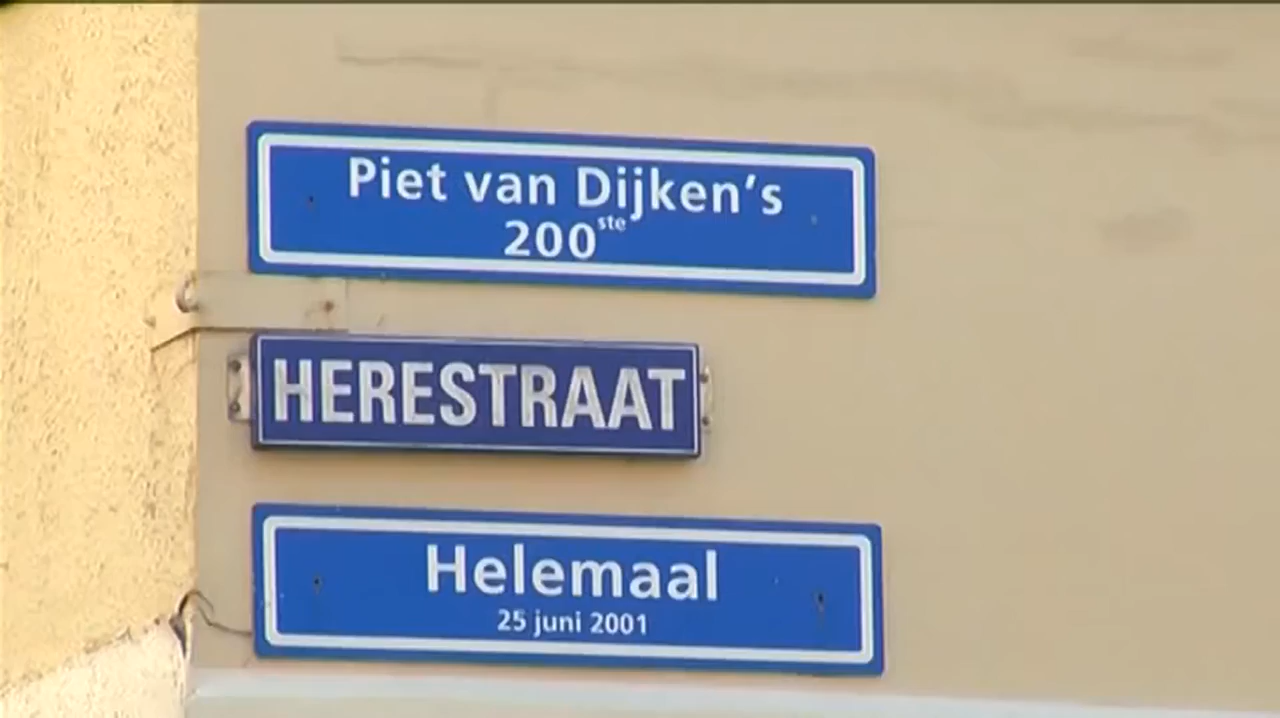 Piet van Dijken's
200ste
HERESTRAAT
Helemaal
25 juni 2001